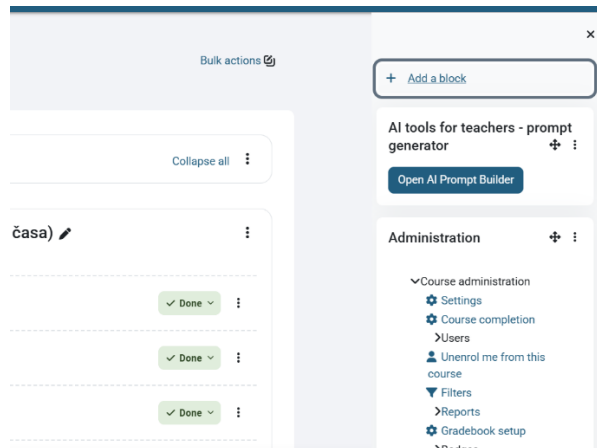 Bulk actions
Collapse all
časa)
✓ Done
✓ Done
✓ Done
×
+ Add a block
AI tools for teachers - prompt
generator
Open AI Prompt Builder
Administration
Course administration
Settings
Course completion
Users
Unenrol me from this
course
Filters
Reports
Gradebook setup
Badges